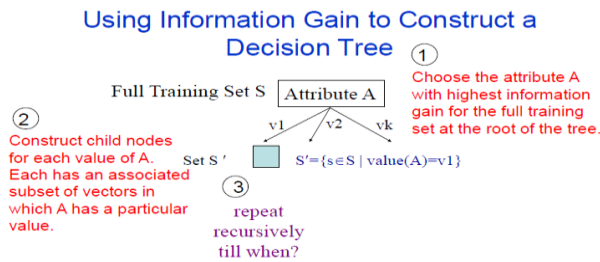 Using Information Gain to Construct a
Decision Tree
1
Full Training Set S
Attribute A
Choose the attribute A
with highest information
gain for the full training
set at the root of the tree.
2
Construct child nodes
for each value of A.
Each has an associated
subset of vectors in
which A has a particular
value.
v1 v2 vk
Set S ′
S′={s∈S | value(A)=v1}
3
repeat
recursively
till when?